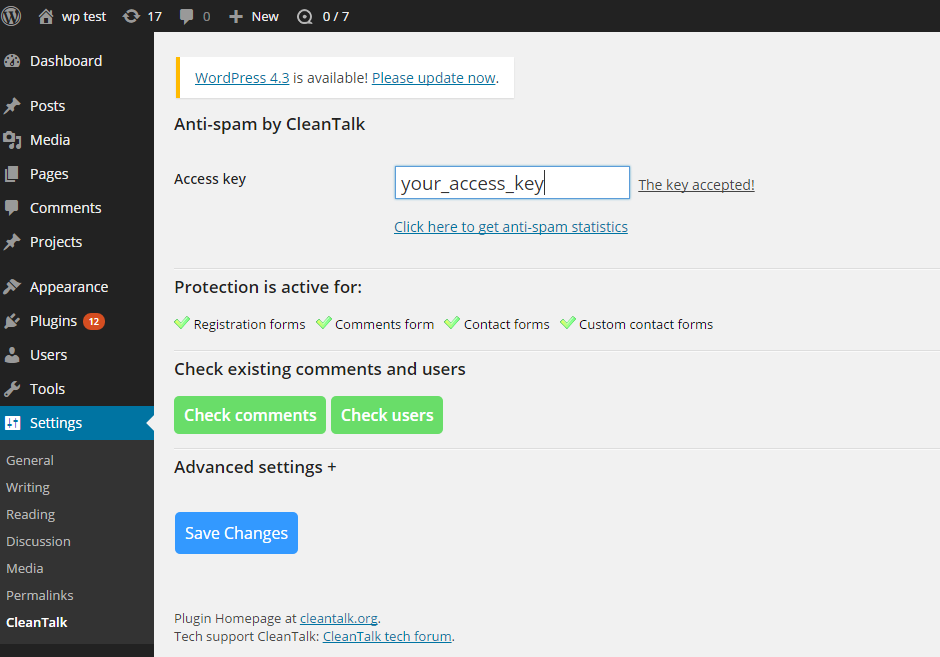 wp test 17 0 New 0 / 7
Dashboard
Posts
Media
Pages
Comments
Projects
Appearance
Plugins 12
Users
Tools
Settings
General
Writing
Reading
Discussion
Media
Permalinks
CleanTalk
WordPress 4.3 is available! Please update now.
Anti-spam by CleanTalk
Access key your_access_key The key accepted!
Click here to get anti-spam statistics
Protection is active for:
Registration forms Comments form Contact forms Custom contact forms
Check existing comments and users
Check comments Check users
Advanced settings +
Save Changes
Plugin Homepage at cleantalk.org.
Tech support CleanTalk: CleanTalk tech forum.